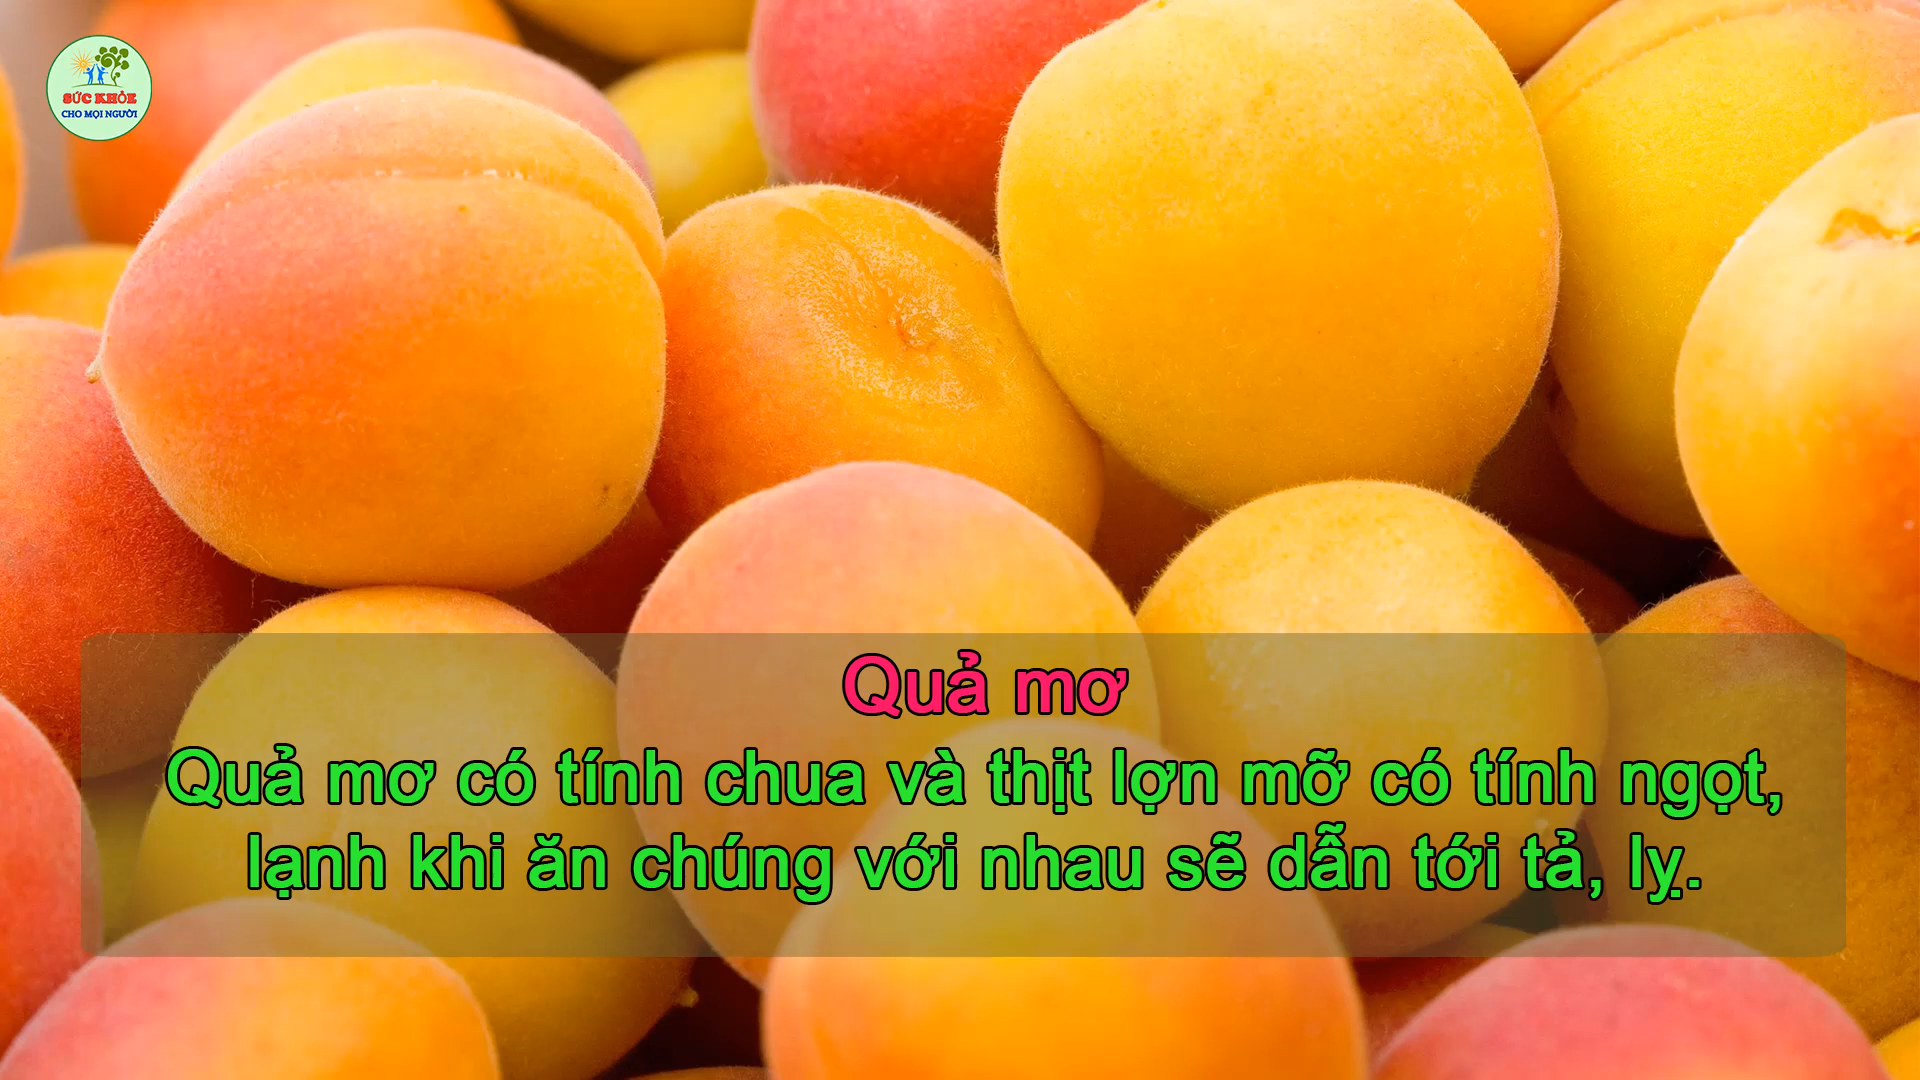 SỨC KHỎE
CHO MỌI NGƯỜI
Quả mơ
Quả mơ có tính chua và thịt lợn mỡ có tính ngọt,
lạnh khi ăn chúng với nhau sẽ dẫn tới tả, lỵ.